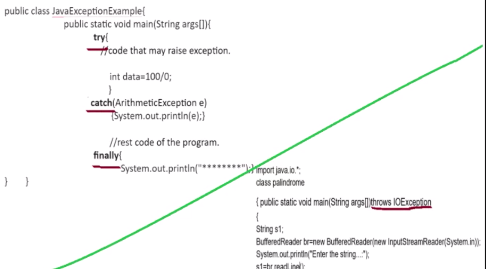 public class JavaExceptionExample{
public static void main(String args[]){
try{
//code that may raise exception.
int data=100/0;
}
catch(ArithmeticException e)
{System.out.println(e);}
//rest code of the program.
finally{
System.out.println("********");}
} }
import java.io.*;
class palindrome
{ public static void main(String args[])throws IOException
{
String s1;
BufferedReader br=new BufferedReader(new InputStreamReader(System.in));
System.out.println("Enter the string....");
s1=br.readLine();